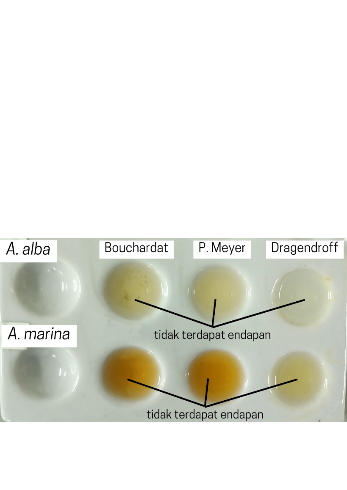 A. alba
Bouchardat
P. Meyer
Dragendroff
tidak terdapat endapan
A. marina
tidak terdapat endapan